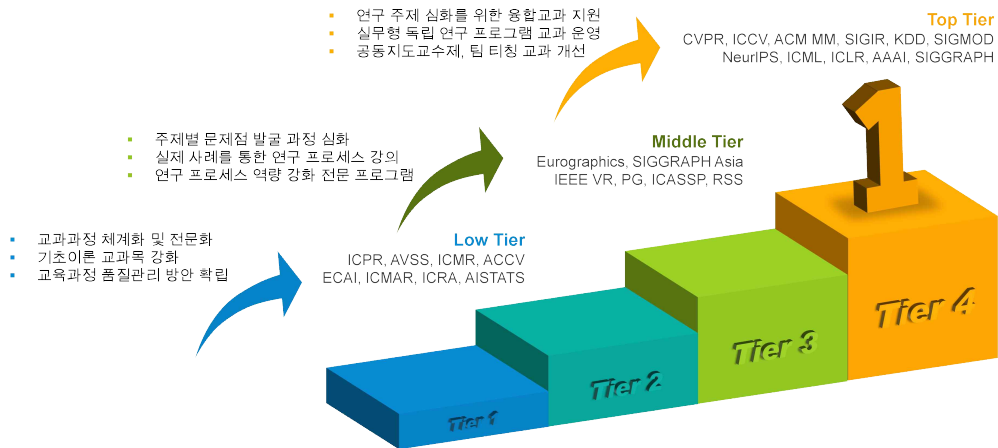 연구 주제 심화를 위한 융합교과 지원
실무형 독립 연구 프로그램 교과 운영
공동지도교수제, 팀 티칭 교과 개선
Top Tier
CVPR, ICCV, ACM MM, SIGIR, KDD, SIGMOD
NeurIPS, ICML, ICLR, AAAI, SIGGRAPH
1
주제별 문제점 발굴 과정 심화
실제 사례를 통한 연구 프로세스 강의
연구 프로세스 역량 강화 전문 프로그램
Middle Tier
Eurographics, SIGGRAPH Asia
IEEE VR, PG, ICASSP, RSS
교과과정 체계화 및 전문화
기초이론 교과목 강화
교육과정 품질관리 방안 확립
Low Tier
ICPR, AVSS, ICMR, ACCV
ECAI, ICMAR, ICRA, AISTATS
Tier 1
Tier 2
Tier 3
Tier 4